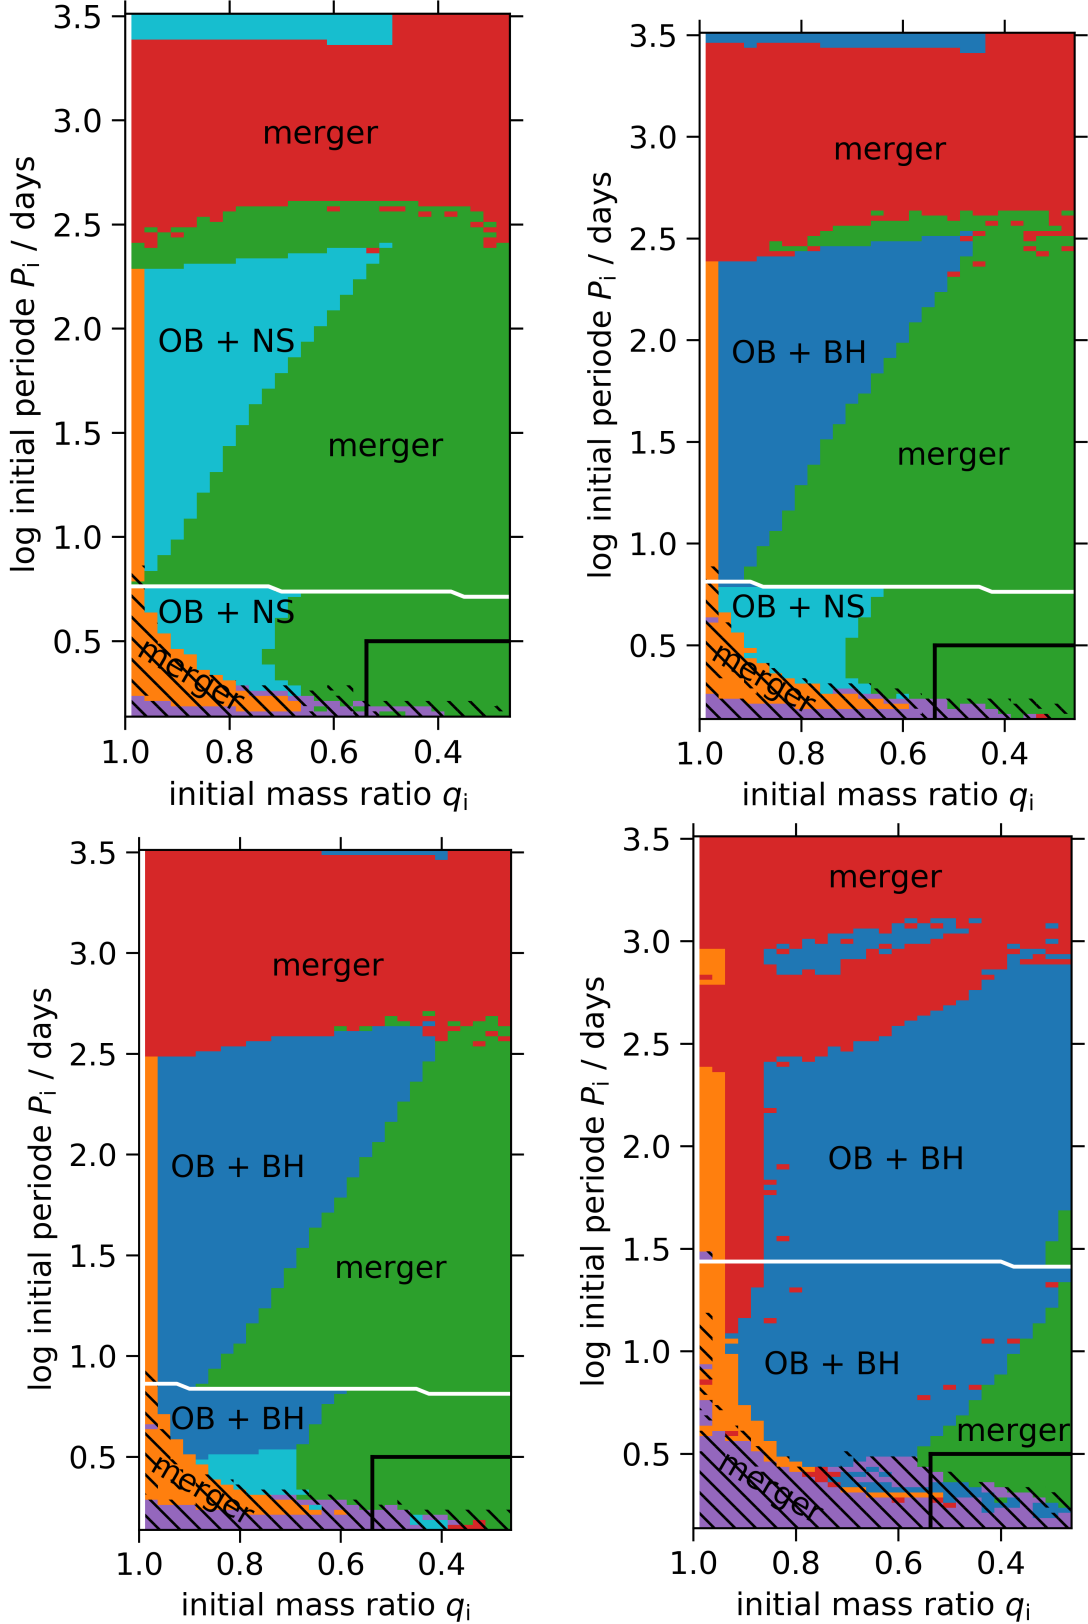 3.5
3.0
2.5
2.0
1.5
1.0
0.5
log initial periode Pi / days
merger
OB + NS
merger
OB + NS
merger
1.0 0.8 0.6 0.4
initial mass ratio qi
3.5
3.0
2.5
2.0
1.5
1.0
0.5
log initial periode Pi / days
merger
OB + BH
merger
OB + NS
merger
1.0 0.8 0.6 0.4
initial mass ratio qi
3.5
3.0
2.5
2.0
1.5
1.0
0.5
log initial periode Pi / days
merger
OB + BH
merger
OB + BH
merger
1.0 0.8 0.6 0.4
initial mass ratio qi
3.5
3.0
2.5
2.0
1.5
1.0
0.5
log initial periode Pi / days
merger
OB + BH
OB + BH
merger
merger
1.0 0.8 0.6 0.4
initial mass ratio qi